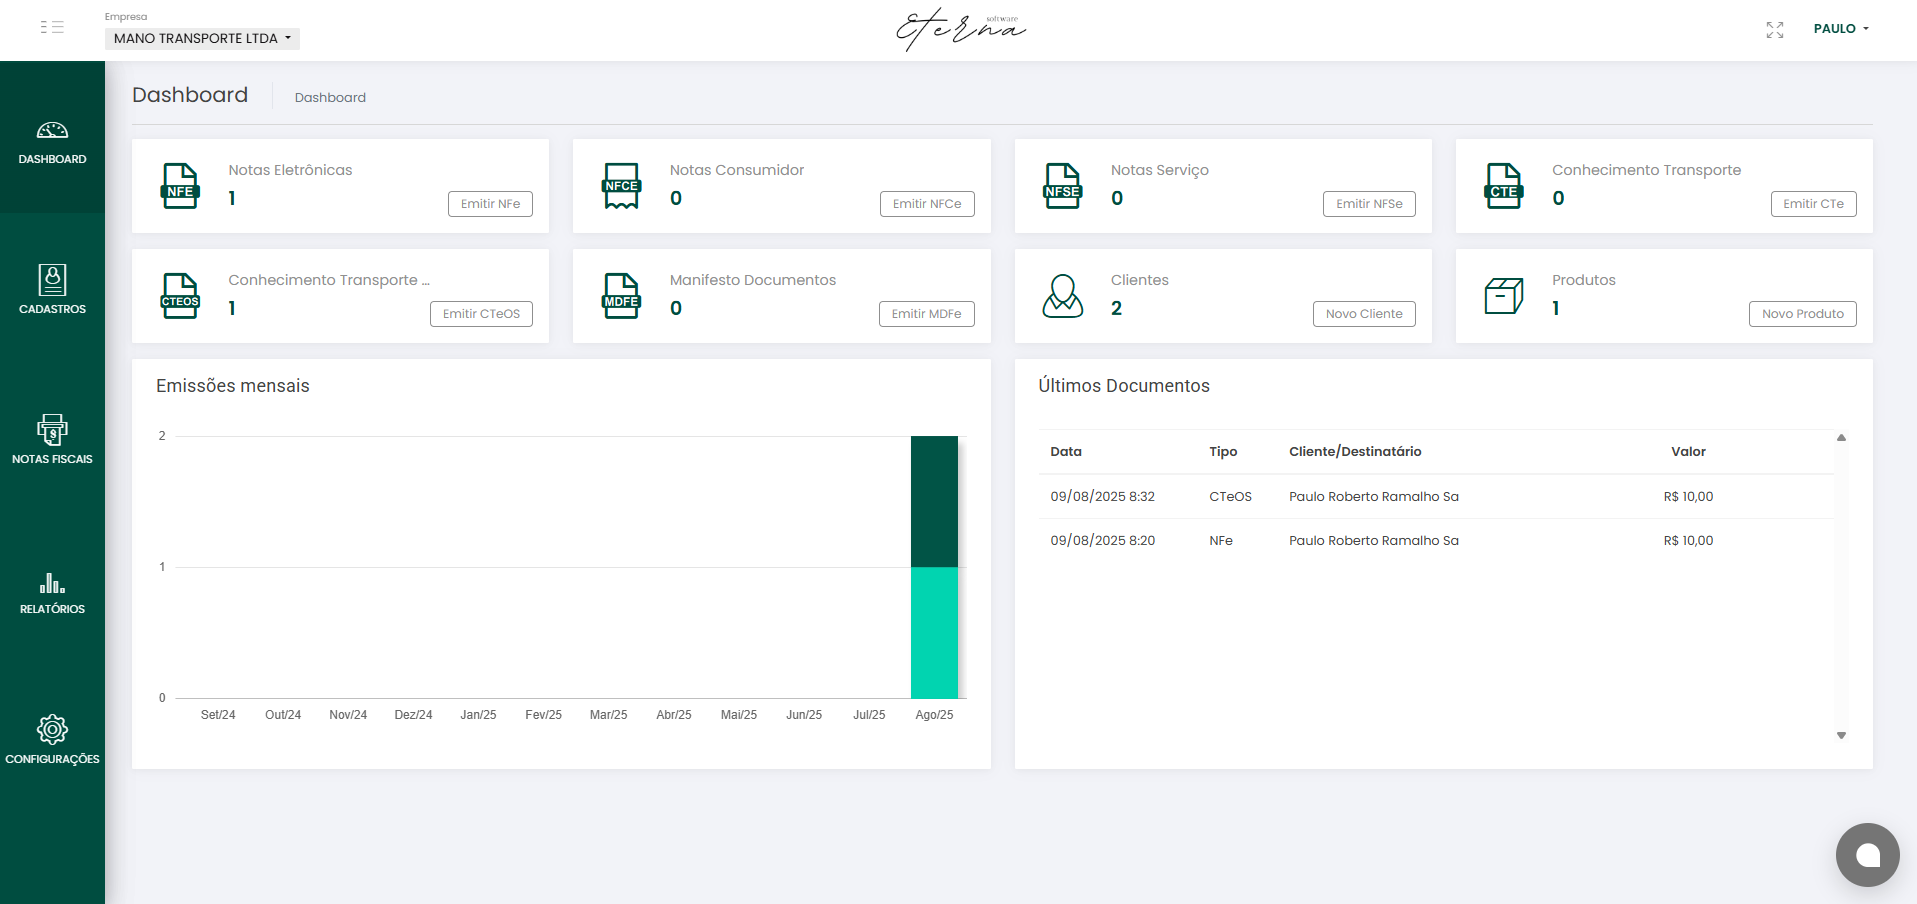 Empresa
MANO TRANSPORTE LTDA
Eterna
software
PAULO
Dashboard
Dashboard
DASHBOARD
CADASTROS
NOTAS FISCAIS
RELATÓRIOS
CONFIGURAÇÕES
NFE
Notas Eletrônicas
1
Emitir NFe
NFCE
Notas Consumidor
0
Emitir NFCe
NFSE
Notas Serviço
0
Emitir NFSe
CTE
Conhecimento Transporte
0
Emitir CTe
CTEOS
Conhecimento Transporte ...
1
Emitir CTeOS
MDFE
Manifesto Documentos
0
Emitir MDFe
Clientes
2
Novo Cliente
Produtos
1
Novo Produto
Emissões mensais
2
1
0
Set/24 Out/24 Nov/24 Dez/24 Jan/25 Fev/25 Mar/25 Abr/25 Mai/25 Jun/25 Jul/25 Ago/25
Últimos Documentos
Data Tipo Cliente/Destinatário Valor
09/08/2025 8:32 CTeOS Paulo Roberto Ramalho Sa R$ 10,00
09/08/2025 8:20 NFe Paulo Roberto Ramalho Sa R$ 10,00